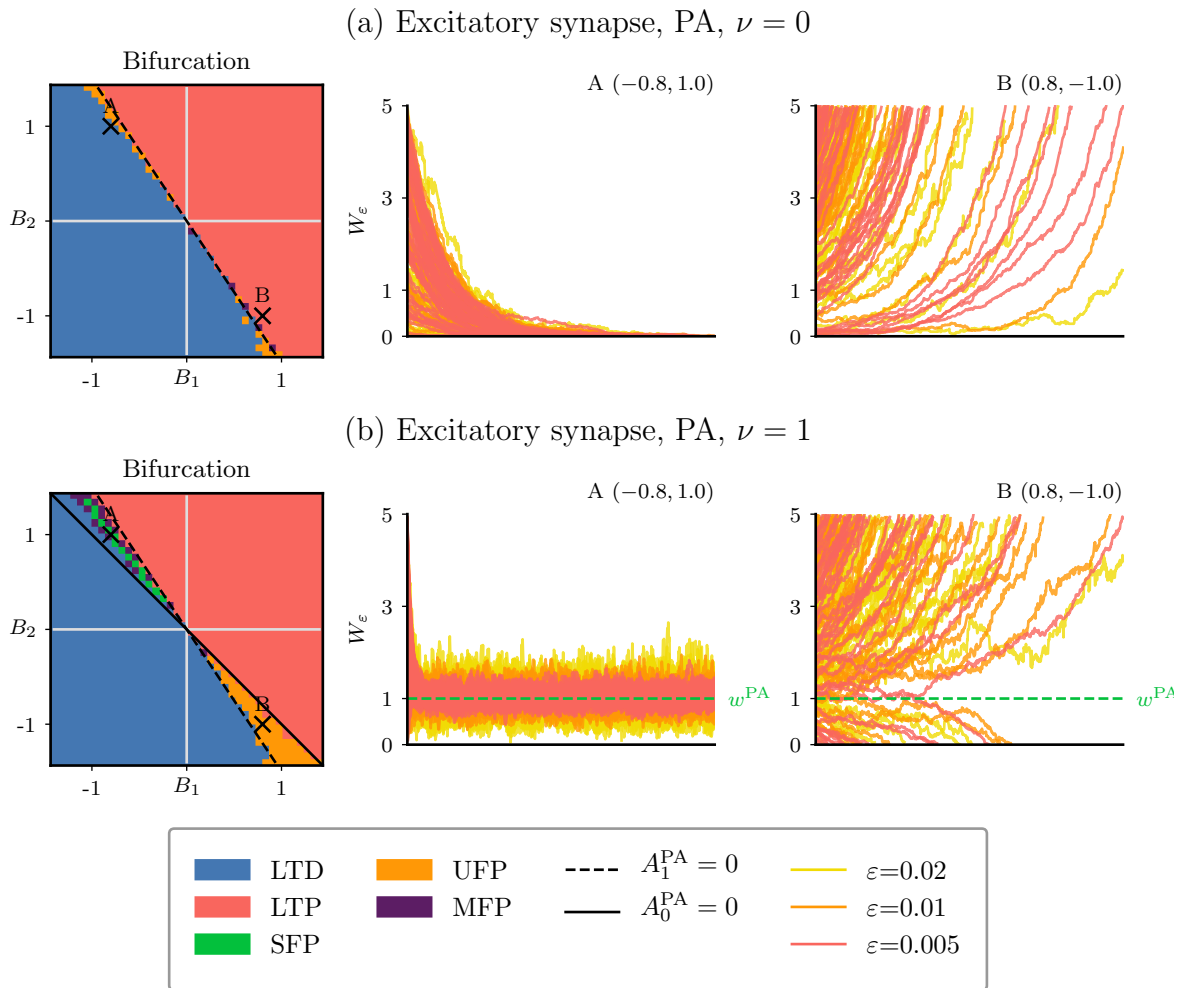 (a) Excitatory synapse, PA, ν = 0
Bifurcation
A
B
1
B₂
-1
-1
B₁
1
A (−0.8, 1.0)
W_ε
5
3
1
0
B (0.8, −1.0)
5
3
1
0
(b) Excitatory synapse, PA, ν = 1
Bifurcation
A
B
1
B₂
-1
-1
B₁
1
A (−0.8, 1.0)
W_ε
5
3
1
0
w^PA
B (0.8, −1.0)
5
3
1
0
w^PA
LTD
LTP
SFP
UFP
MFP
A₁^PA = 0
A₀^PA = 0
ε=0.02
ε=0.01
ε=0.005